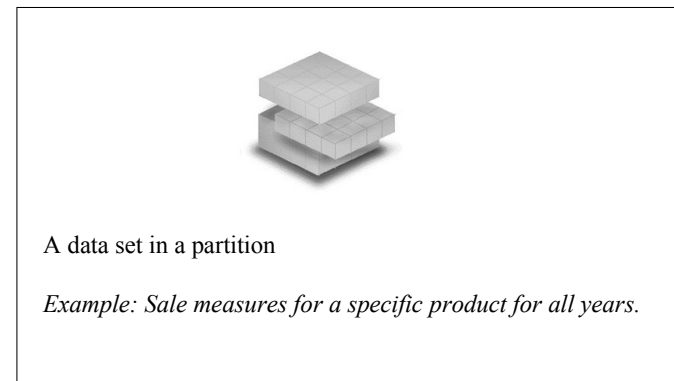 A data set in a partition
Example: Sale measures for a specific product for all years.